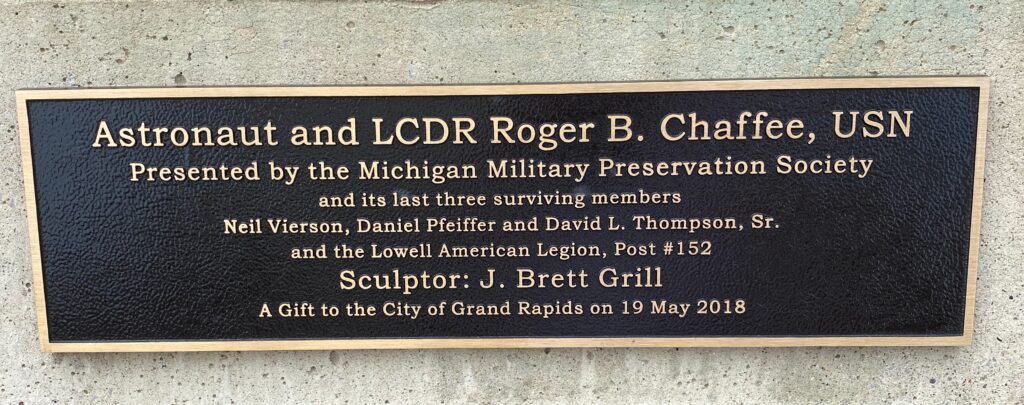 Astronaut and LCDR Roger B. Chaffee, USN
Presented by the Michigan Military Preservation Society
and its last three surviving members
Neil Vierson, Daniel Pfeiffer and David L. Thompson, Sr.
and the Lowell American Legion, Post #152
Sculptor: J. Brett Grill
A Gift to the City of Grand Rapids on 19 May 2018